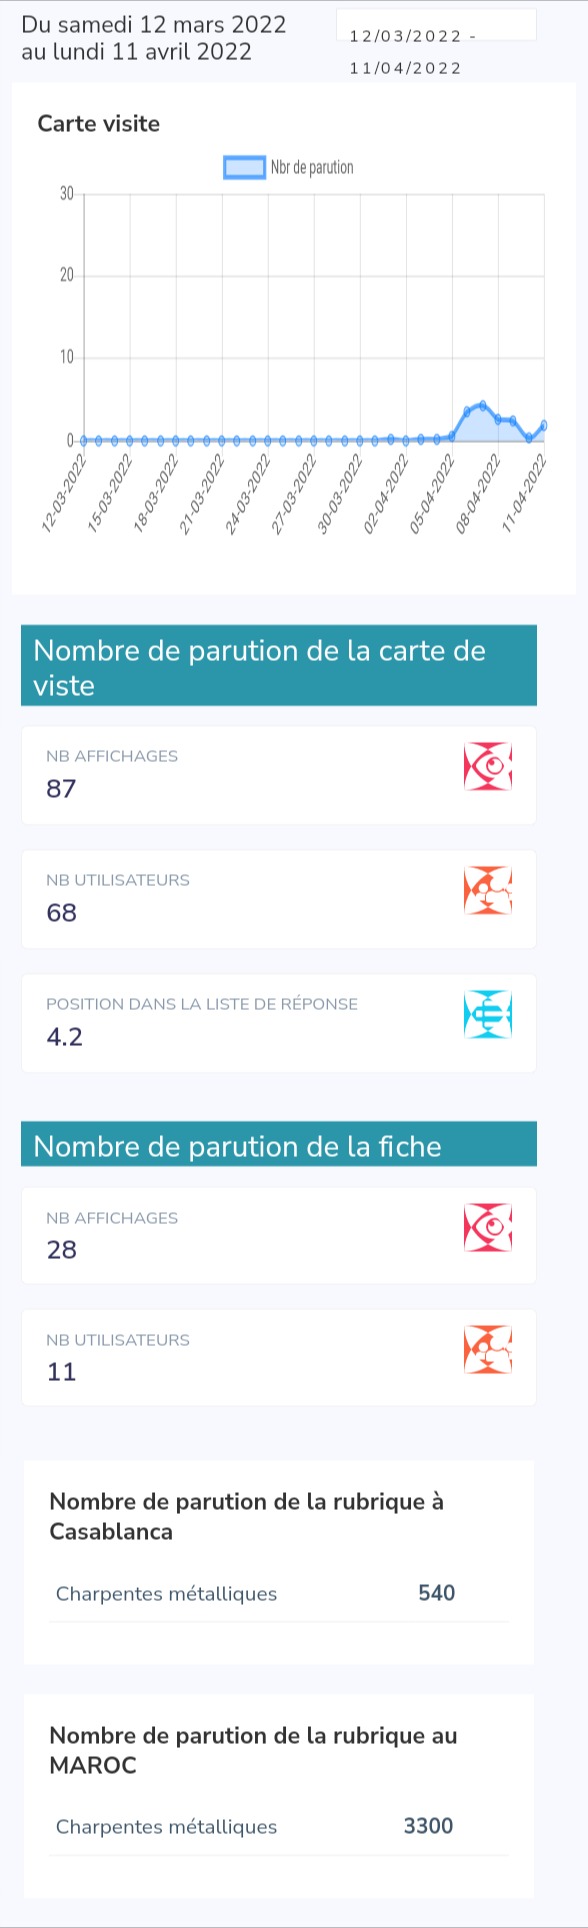 Du samedi 12 mars 2022
au lundi 11 avril 2022
12/03/2022 -
11/04/2022
Carte visite
Nbr de parution
30
20
10
0
12-03-2022
15-03-2022
18-03-2022
21-03-2022
24-03-2022
27-03-2022
30-03-2022
02-04-2022
05-04-2022
08-04-2022
11-04-2022
Nombre de parution de la carte de
viste
NB AFFICHAGES
87
NB UTILISATEURS
68
POSITION DANS LA LISTE DE RÉPONSE
4.2
Nombre de parution de la fiche
NB AFFICHAGES
28
NB UTILISATEURS
11
Nombre de parution de la rubrique à
Casablanca
Charpentes métalliques 540
Nombre de parution de la rubrique au
MAROC
Charpentes métalliques 3300